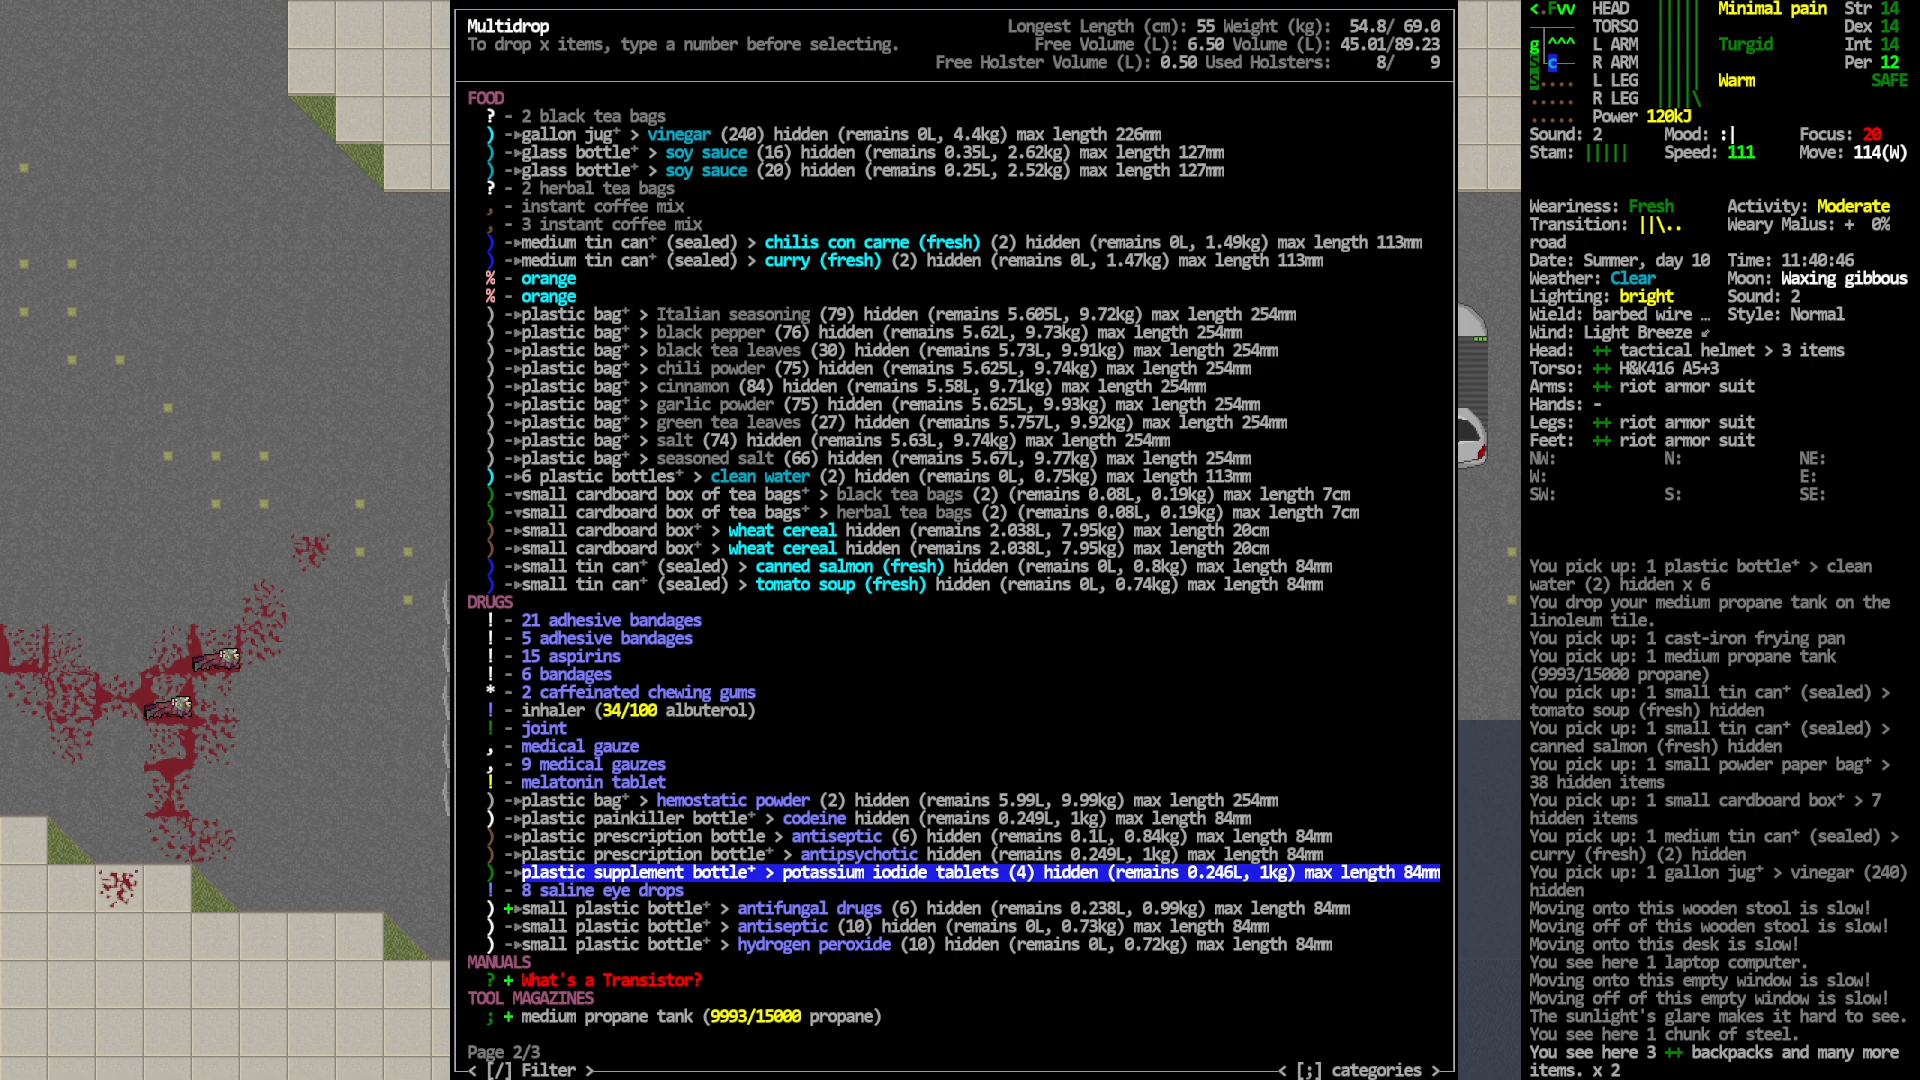 Multidrop
To drop x items, type a number before selecting.
Longest Length (cm): 55 Weight (kg): 54.8/ 69.0
Free Volume (L): 6.50 Volume (L): 45.01/89.23
Free Holster Volume (L): 0.50 Used Holsters: 8/ 9
FOOD
? - 2 black tea bags
) -▸gallon jug⁺ > vinegar (240) hidden (remains 0L, 4.4kg) max length 226mm
) -▸glass bottle⁺ > soy sauce (16) hidden (remains 0.35L, 2.62kg) max length 127mm
) -▸glass bottle⁺ > soy sauce (20) hidden (remains 0.25L, 2.52kg) max length 127mm
? - 2 herbal tea bags
, - instant coffee mix
, - 3 instant coffee mix
) -▸medium tin can⁺ (sealed) > chilis con carne (fresh) (2) hidden (remains 0L, 1.49kg) max length 113mm
) -▸medium tin can⁺ (sealed) > curry (fresh) (2) hidden (remains 0L, 1.47kg) max length 113mm
% - orange
% - orange
) -▸plastic bag⁺ > Italian seasoning (79) hidden (remains 5.605L, 9.72kg) max length 254mm
) -▸plastic bag⁺ > black pepper (76) hidden (remains 5.62L, 9.73kg) max length 254mm
) -▸plastic bag⁺ > black tea leaves (30) hidden (remains 5.73L, 9.91kg) max length 254mm
) -▸plastic bag⁺ > chili powder (75) hidden (remains 5.625L, 9.74kg) max length 254mm
) -▸plastic bag⁺ > cinnamon (84) hidden (remains 5.58L, 9.71kg) max length 254mm
) -▸plastic bag⁺ > garlic powder (75) hidden (remains 5.625L, 9.93kg) max length 254mm
) -▸plastic bag⁺ > green tea leaves (27) hidden (remains 5.757L, 9.92kg) max length 254mm
) -▸plastic bag⁺ > salt (74) hidden (remains 5.63L, 9.74kg) max length 254mm
) -▸plastic bag⁺ > seasoned salt (66) hidden (remains 5.67L, 9.77kg) max length 254mm
) -▸6 plastic bottles⁺ > clean water (2) hidden (remains 0L, 0.75kg) max length 113mm
) -▾small cardboard box of tea bags⁺ > black tea bags (2) (remains 0.08L, 0.19kg) max length 7cm
) -▾small cardboard box of tea bags⁺ > herbal tea bags (2) (remains 0.08L, 0.19kg) max length 7cm
) -▸small cardboard box⁺ > wheat cereal hidden (remains 2.038L, 7.95kg) max length 20cm
) -▸small cardboard box⁺ > wheat cereal hidden (remains 2.038L, 7.95kg) max length 20cm
) -▸small tin can⁺ (sealed) > canned salmon (fresh) hidden (remains 0L, 0.8kg) max length 84mm
) -▸small tin can⁺ (sealed) > tomato soup (fresh) hidden (remains 0L, 0.74kg) max length 84mm
DRUGS
! - 21 adhesive bandages
! - 5 adhesive bandages
! - 15 aspirins
! - 6 bandages
* - 2 caffeinated chewing gums
! - inhaler (34/100 albuterol)
! - joint
, - medical gauze
, - 9 medical gauzes
! - melatonin tablet
) -▸plastic bag⁺ > hemostatic powder (2) hidden (remains 5.99L, 9.99kg) max length 254mm
) -▸plastic painkiller bottle⁺ > codeine hidden (remains 0.249L, 1kg) max length 84mm
) -▸plastic prescription bottle > antiseptic (6) hidden (remains 0.1L, 0.84kg) max length 84mm
) -▸plastic prescription bottle⁺ > antipsychotic hidden (remains 0.249L, 1kg) max length 84mm
) -▸plastic supplement bottle⁺ > potassium iodide tablets (4) hidden (remains 0.246L, 1kg) max length 84mm
! - 8 saline eye drops
) +▸small plastic bottle⁺ > antifungal drugs (6) hidden (remains 0.238L, 0.99kg) max length 84mm
) -▸small plastic bottle⁺ > antiseptic (10) hidden (remains 0L, 0.73kg) max length 84mm
) -▸small plastic bottle⁺ > hydrogen peroxide (10) hidden (remains 0L, 0.72kg) max length 84mm
MANUALS
? + What's a Transistor?
TOOL MAGAZINES
; + medium propane tank (9993/15000 propane)
Page 2/3
< [/] Filter >
< [;] categories >
HEAD Minimal pain Str 14
TORSO Dex 14
L ARM Turgid Int 14
R ARM Per 12
L LEG Warm SAFE
R LEG
Power 120kJ
Sound: 2 Mood: :| Focus: 20
Stam: ||||| Speed: 111 Move: 114(W)
Weariness: Fresh Activity: Moderate
Transition: ||\.. Weary Malus: + 0%
road
Date: Summer, day 10 Time: 11:40:46
Weather: Clear Moon: Waxing gibbous
Lighting: bright Sound: 2
Wield: barbed wire … Style: Normal
Wind: Light Breeze ↙
Head: ++ tactical helmet > 3 items
Torso: ++ H&K416 A5+3
Arms: ++ riot armor suit
Hands: -
Legs: ++ riot armor suit
Feet: ++ riot armor suit
NW: N: NE:
W: E:
SW: S: SE:
You pick up: 1 plastic bottle⁺ > clean
water (2) hidden x 6
You drop your medium propane tank on the
linoleum tile.
You pick up: 1 cast-iron frying pan
You pick up: 1 medium propane tank
(9993/15000 propane)
You pick up: 1 small tin can⁺ (sealed) >
tomato soup (fresh) hidden
You pick up: 1 small tin can⁺ (sealed) >
canned salmon (fresh) hidden
You pick up: 1 small powder paper bag⁺ >
38 hidden items
You pick up: 1 small cardboard box⁺ > 7
hidden items
You pick up: 1 medium tin can⁺ (sealed) >
curry (fresh) (2) hidden
You pick up: 1 gallon jug⁺ > vinegar (240)
hidden
Moving onto this wooden stool is slow!
Moving off of this wooden stool is slow!
Moving onto this desk is slow!
You see here 1 laptop computer.
Moving onto this empty window is slow!
Moving off of this empty window is slow!
The sunlight's glare makes it hard to see.
You see here 1 chunk of steel.
You see here 3 ++ backpacks and many more
items. x 2